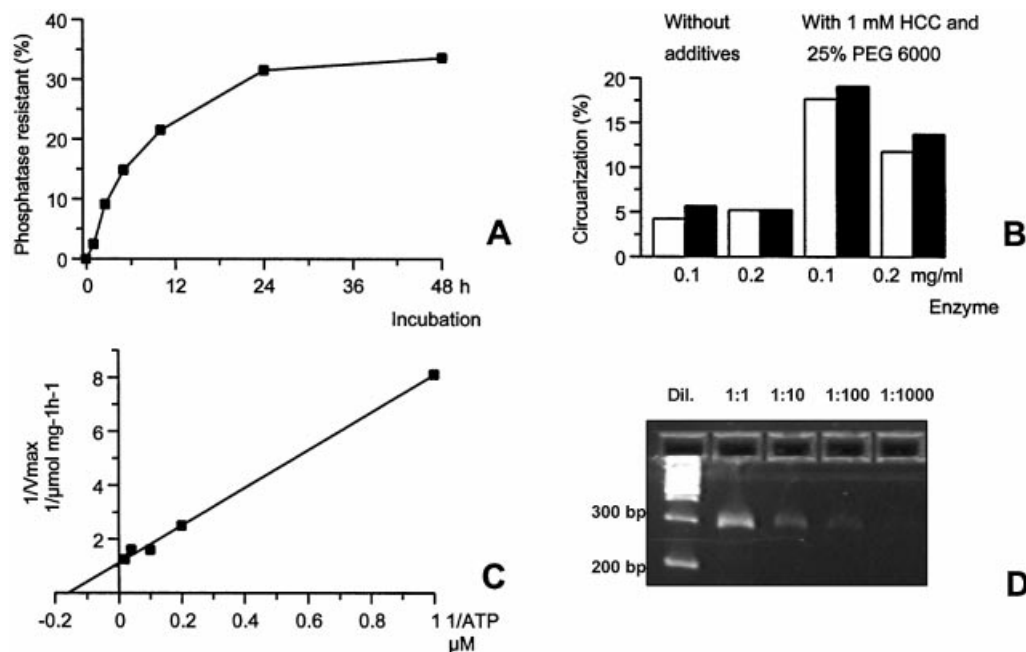 40
30
20
10
0
Phosphatase resistant (%)
0 12 24 36 48 h
Incubation
A
Without additives
With 1 mM HCC and 25% PEG 6000
20
15
10
5
0
Circuarization (%)
0.1 0.2 0.1 0.2 mg/ml
Enzyme
B
8
6
4
2
1/Vmax
1/µmol mg-1h-1
-0.2 0 0.2 0.4 0.6 0.8 1 1/ATP
µM
C
Dil. 1:1 1:10 1:100 1:1000
300 bp
200 bp
D